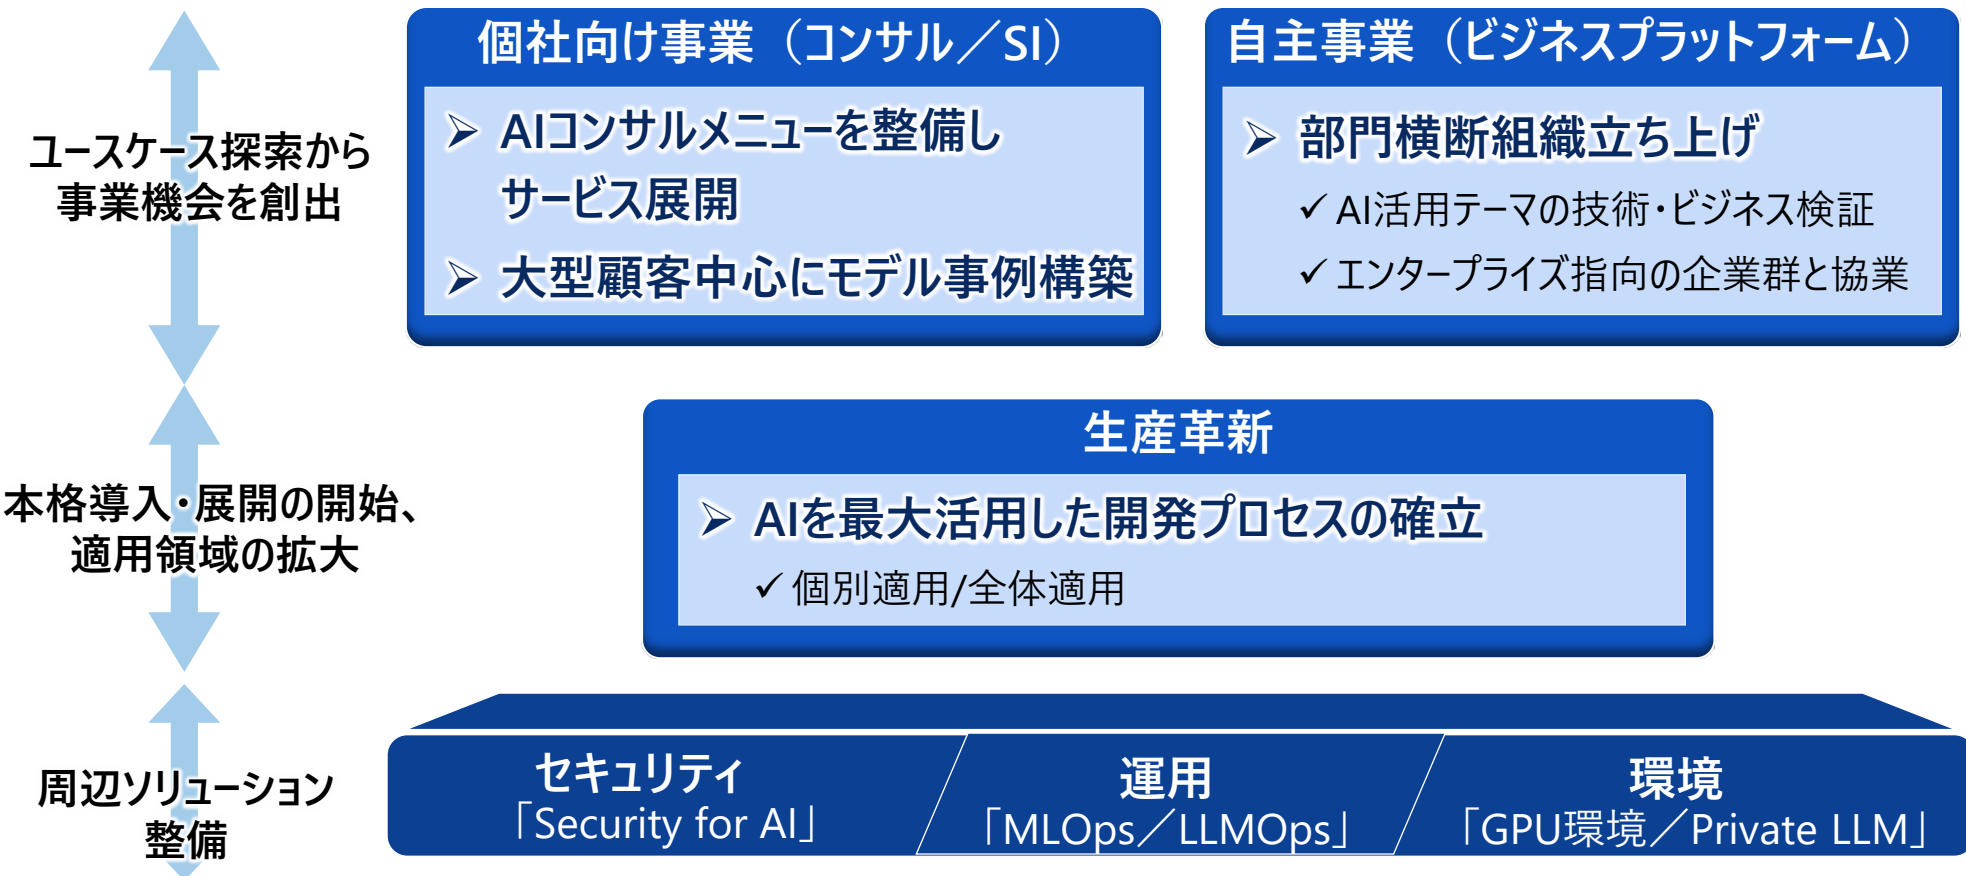 ユースケース探索から
事業機会を創出
個社向け事業（コンサル／SI）
➢ AIコンサルメニューを整備し
サービス展開
➢ 大型顧客中心にモデル事例構築
自主事業（ビジネスプラットフォーム）
➢ 部門横断組織立ち上げ
✓ AI活用テーマの技術・ビジネス検証
✓ エンタープライズ指向の企業群と協業
本格導入・展開の開始、
適用領域の拡大
生産革新
➢ AIを最大活用した開発プロセスの確立
✓ 個別適用/全体適用
周辺ソリューション
整備
セキュリティ
「Security for AI」
運用
「MLOps／LLMOps」
環境
「GPU環境／Private LLM」